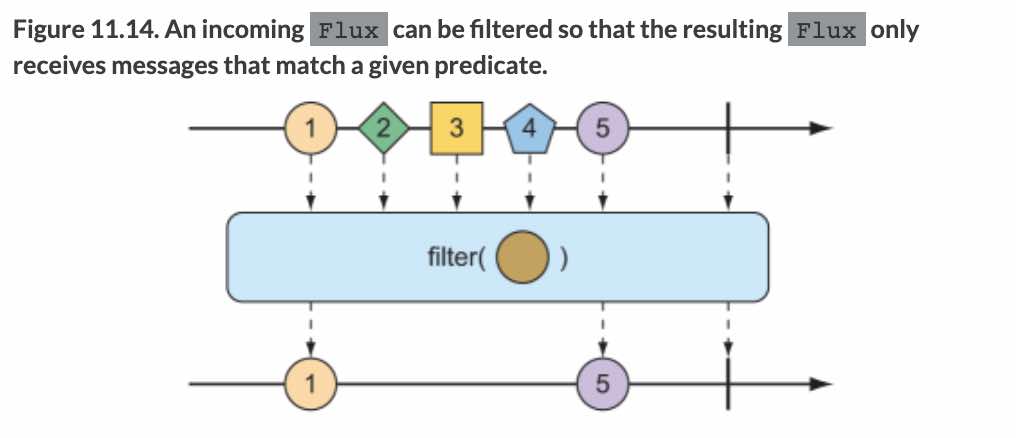 Figure 11.14. An incoming Flux can be filtered so that the resulting Flux only
receives messages that match a given predicate.
1 2 3 4 5
filter( )
1 5